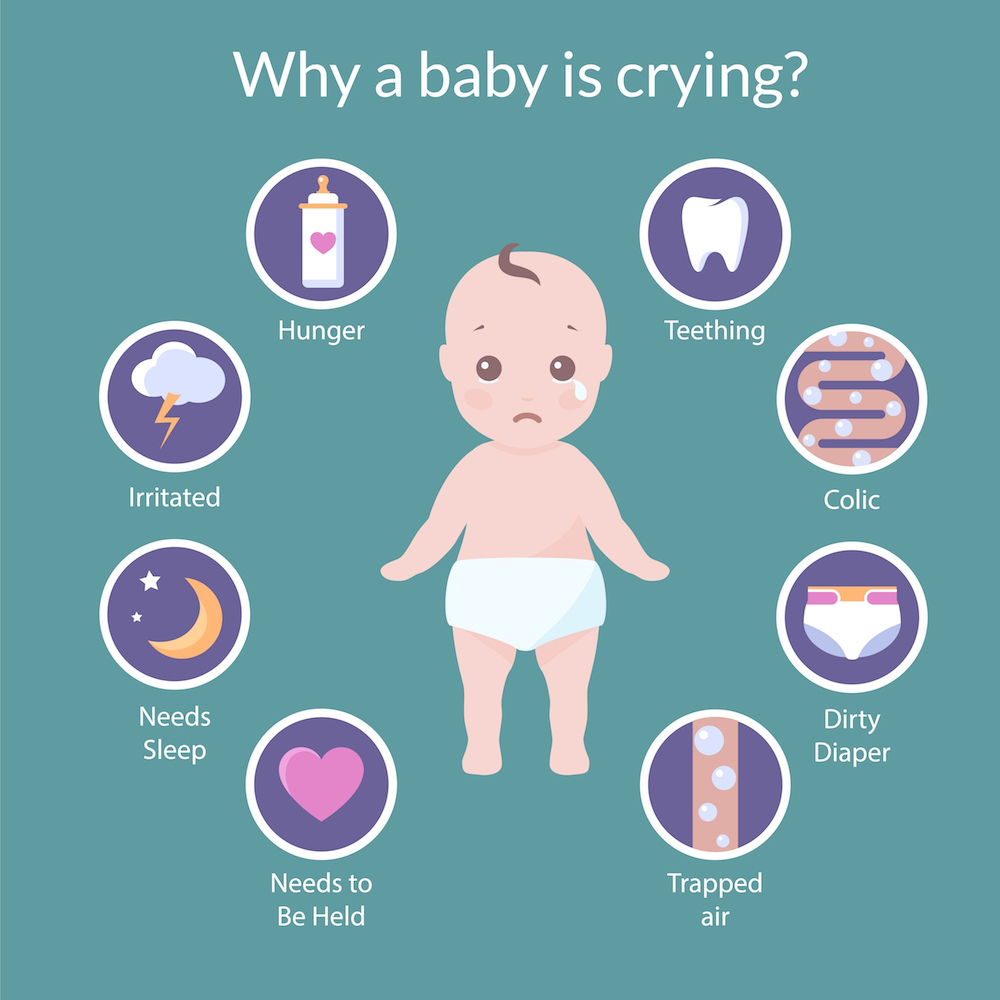 Why a baby is crying?
Hunger
Teething
Irritated
Colic
Needs
Sleep
Dirty
Diaper
Needs to
Be Held
Trapped
air